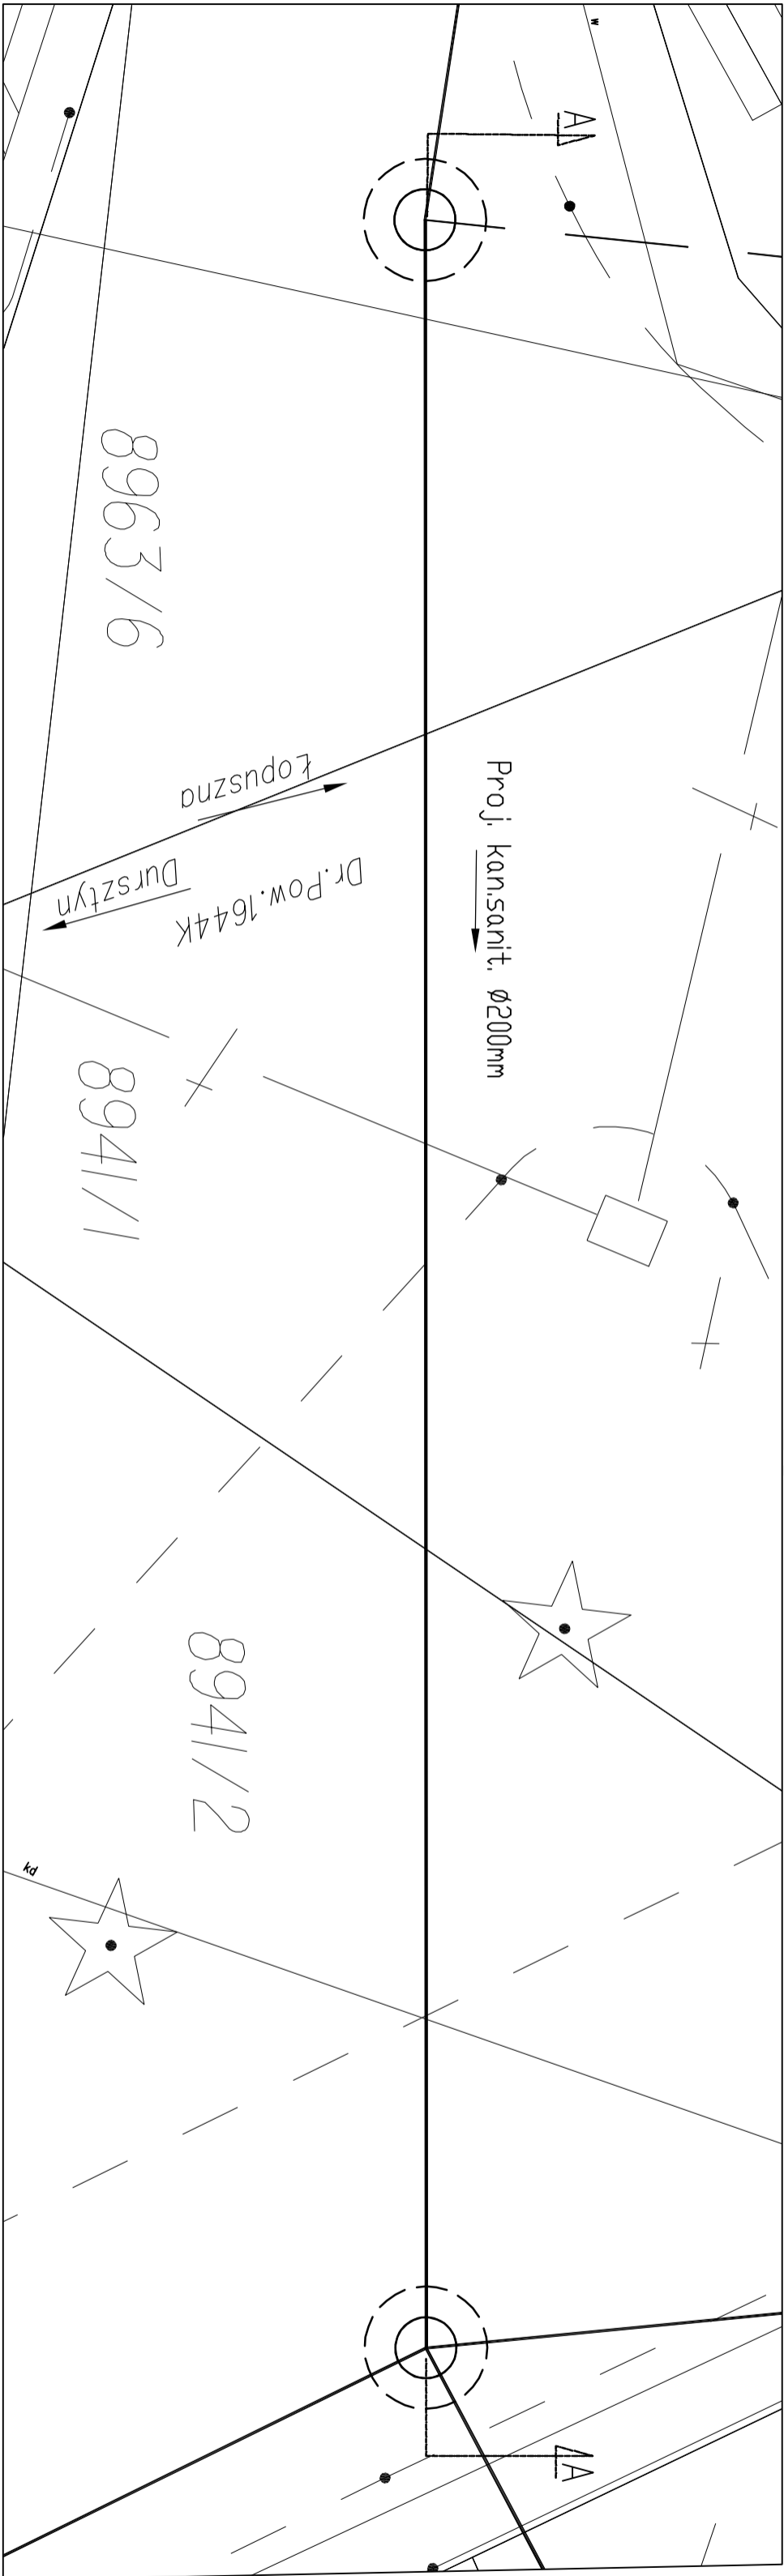 w
A
8963/6
Łopuszna
Proj. kan.sanit. Ø200mm
Dursztyn
Dr.Pow.1644K
8941/1
8941/2
kd
A